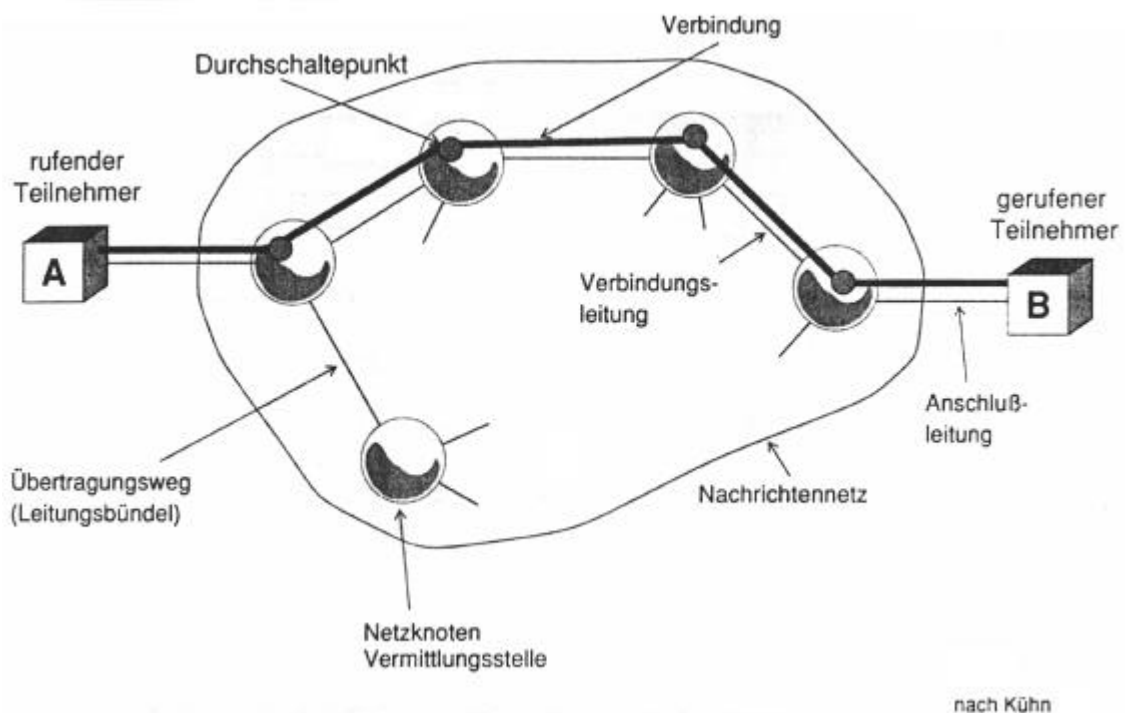 Verbindung
Durchschaltepunkt
rufender
Teilnehmer
A
gerufener
Teilnehmer
B
Verbindungs-
leitung
Anschluß-
leitung
Übertragungsweg
(Leitungsbündel)
Nachrichtennetz
Netzknoten
Vermittlungsstelle
nach Kühn